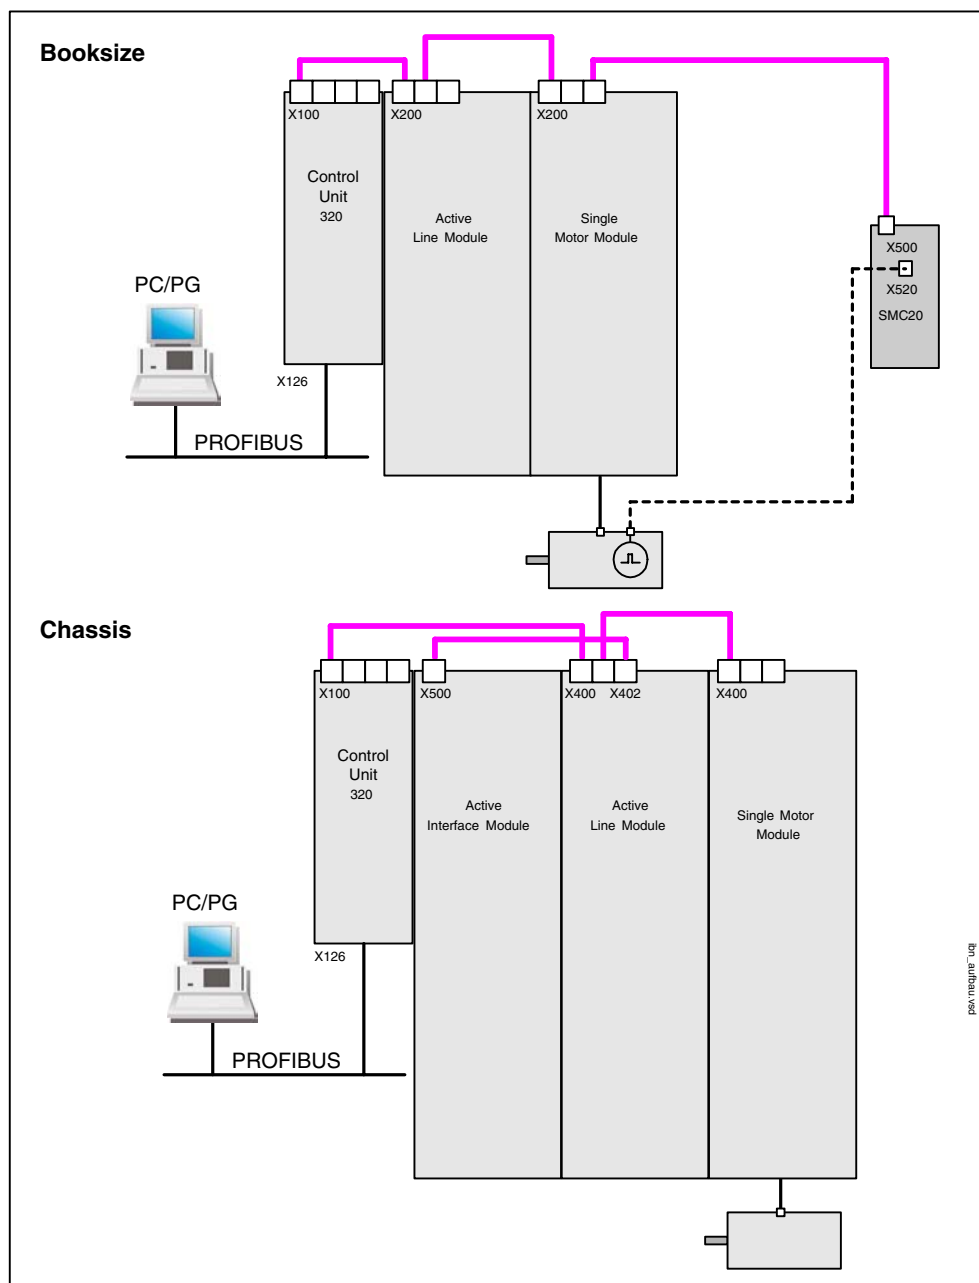 Booksize
X100
X200
X200
Control
Unit
320
Active
Line Module
Single
Motor Module
X500
X520
SMC20
PC/PG
X126
PROFIBUS
Chassis
X100
X500
X400
X402
X400
Control
Unit
320
Active
Interface Module
Active
Line Module
Single Motor
Module
PC/PG
X126
PROFIBUS
ibn_aufbau.vsd